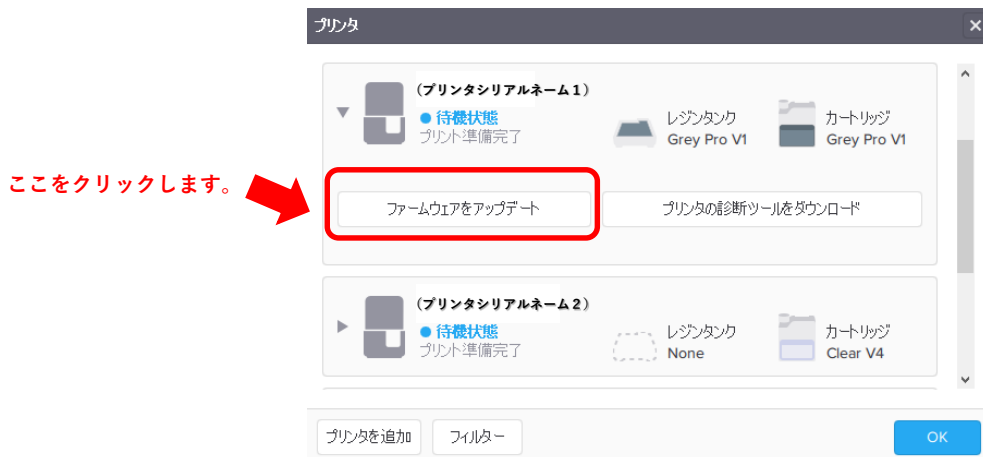 プリンタ
(プリンタシリアルネーム１)
待機状態
プリント準備完了
レジンタンク
Grey Pro V1
カートリッジ
Grey Pro V1
ここをクリックします。
ファームウェアをアップデート
プリンタの診断ツールをダウンロード
(プリンタシリアルネーム２)
待機状態
プリント準備完了
レジンタンク
None
カートリッジ
Clear V4
プリンタを追加
フィルター
OK